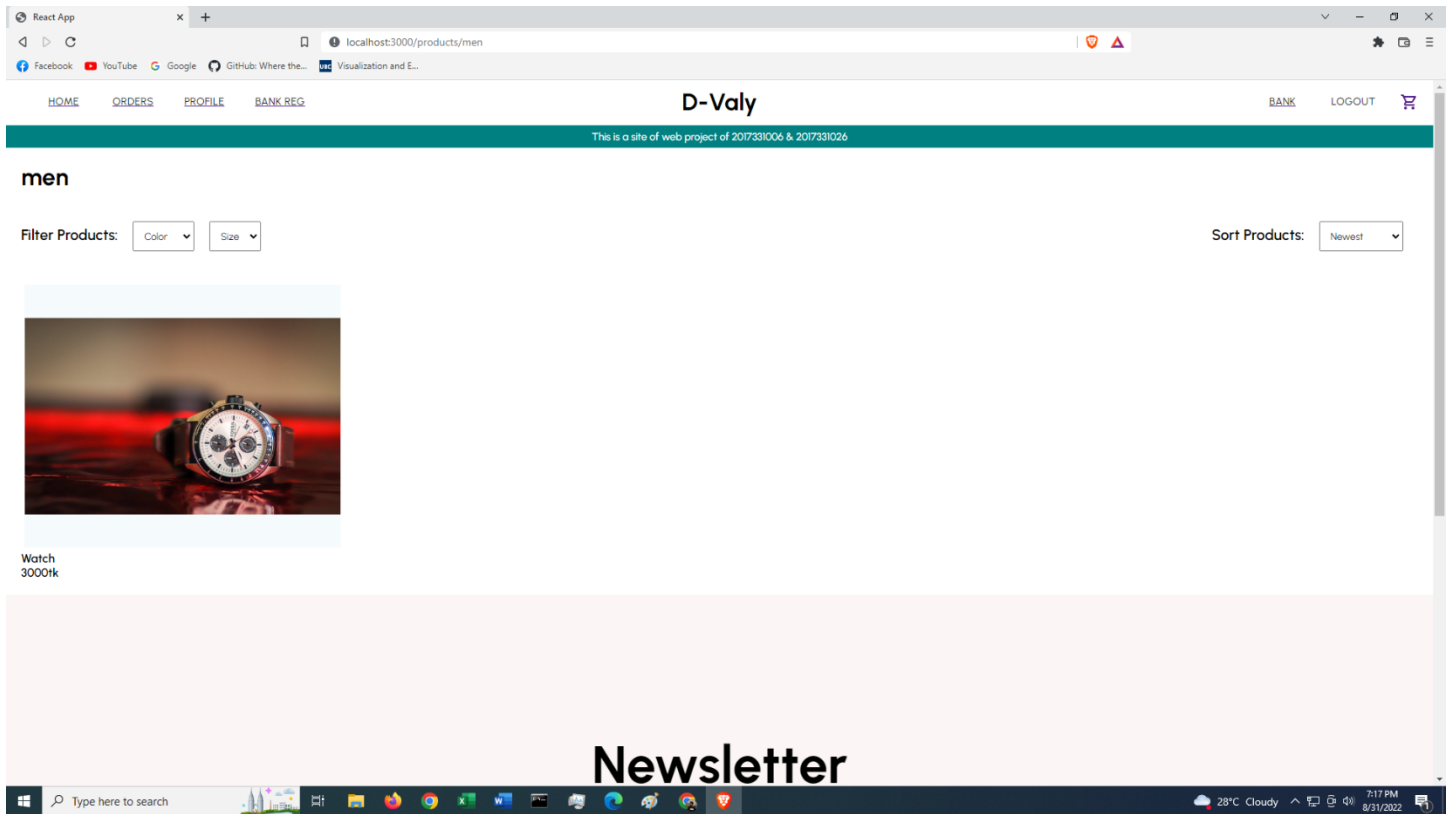 React App
localhost:3000/products/men
Facebook YouTube Google GitHub: Where the... UBC Visualization and E...
HOME ORDERS PROFILE BANK REG D-Valy BANK LOGOUT
This is a site of web project of 2017331006 & 2017331026
men
Filter Products: Color Size Sort Products: Newest
Watch
3000tk
Newsletter
Type here to search 28°C Cloudy 7:17 PM
8/31/2022